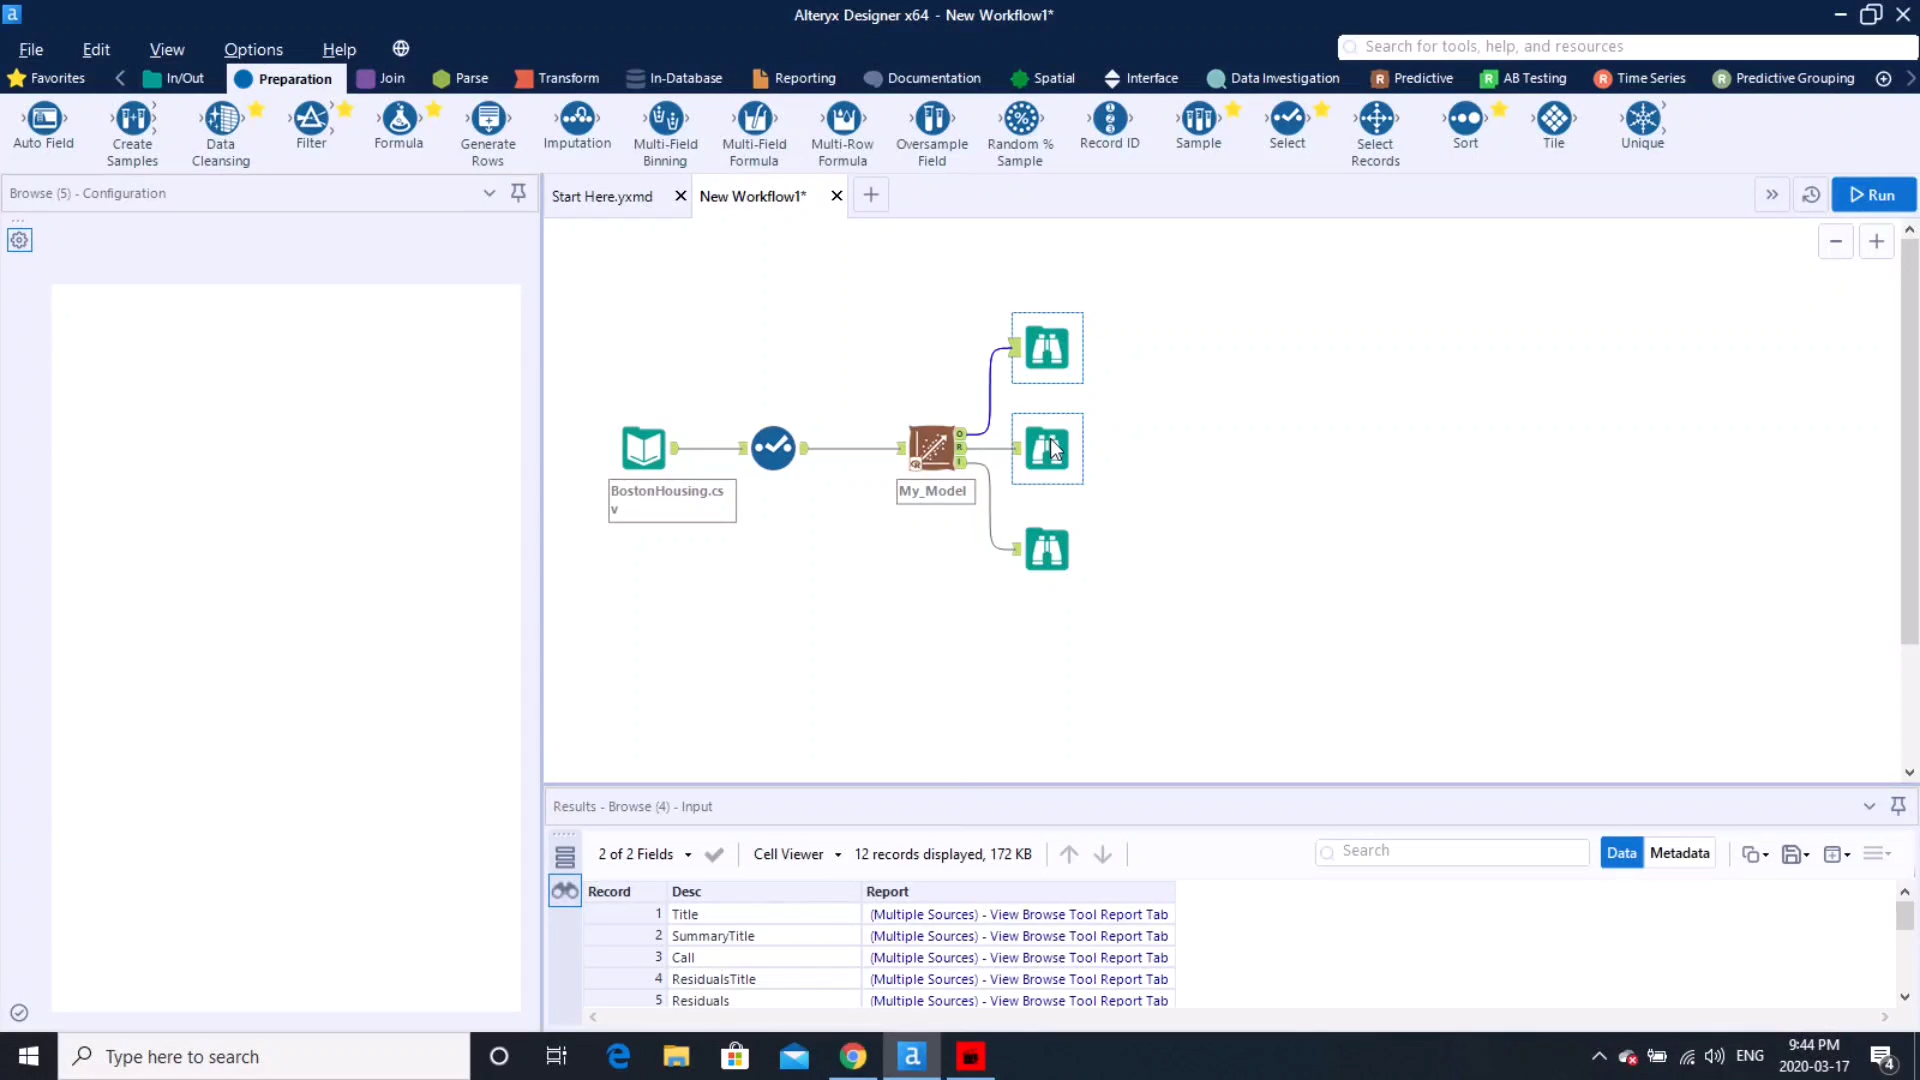 Alteryx Designer x64 - New Workflow1*
File Edit View Options Help
Search for tools, help, and resources
Favorites In/Out Preparation Join Parse Transform In-Database Reporting Documentation Spatial Interface Data Investigation Predictive AB Testing Time Series Predictive Grouping
Auto Field
Create Samples
Data Cleansing
Filter
Formula
Generate Rows
Imputation
Multi-Field Binning
Multi-Field Formula
Multi-Row Formula
Oversample Field
Random % Sample
Record ID
Sample
Select
Select Records
Sort
Tile
Unique
Browse (5) - Configuration
Start Here.yxmd
New Workflow1*
Run
O
R
I
BostonHousing.cs
v
My_Model
Results - Browse (4) - Input
2 of 2 Fields
Cell Viewer
12 records displayed, 172 KB
Search
Data Metadata
Record Desc Report
1 Title (Multiple Sources) - View Browse Tool Report Tab
2 SummaryTitle (Multiple Sources) - View Browse Tool Report Tab
3 Call (Multiple Sources) - View Browse Tool Report Tab
4 ResidualsTitle (Multiple Sources) - View Browse Tool Report Tab
5 Residuals (Multiple Sources) - View Browse Tool Report Tab
Type here to search
ENG
9:44 PM
2020-03-17
4